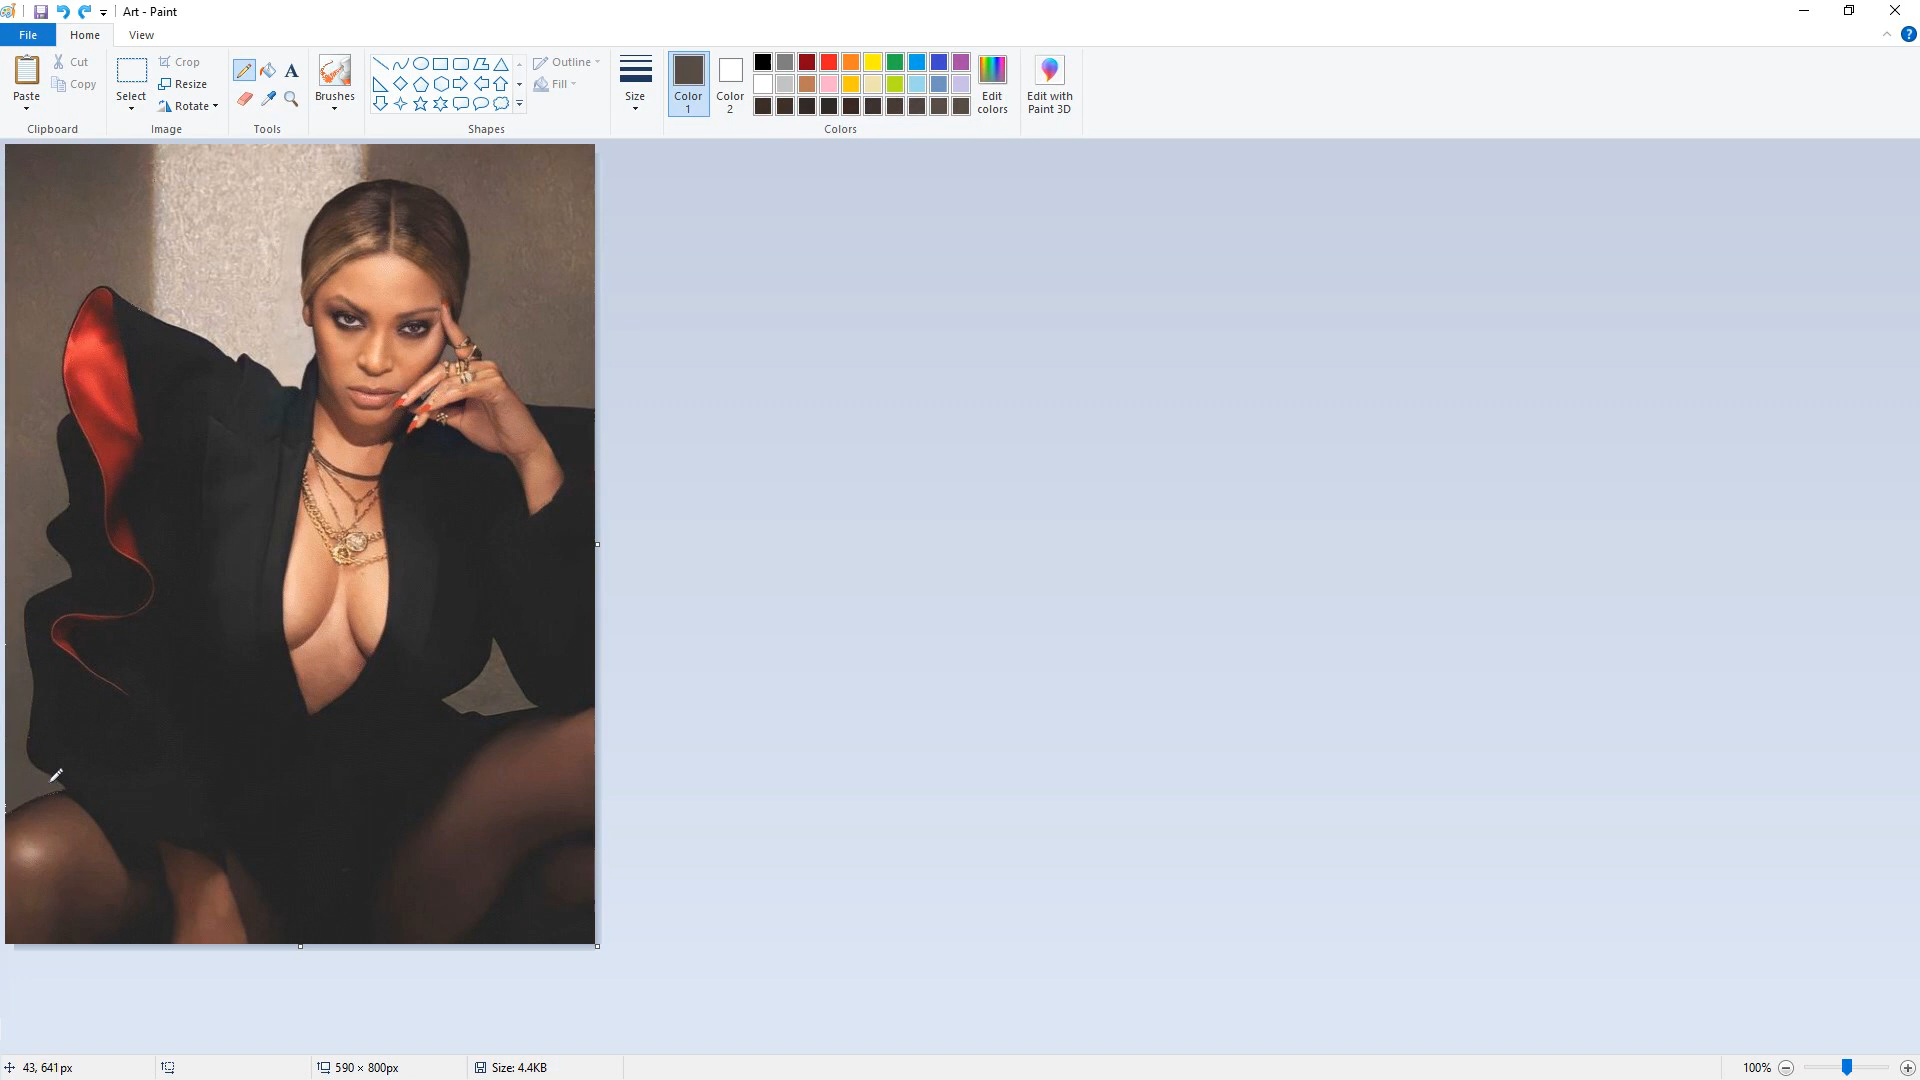 Art - Paint
File
Home
View
Paste
Cut
Copy
Clipboard
Select
Crop
Resize
Rotate
Image
A
Tools
Brushes
Outline
Fill
Shapes
Size
Color
1
Color
2
Edit
colors
Colors
Edit with
Paint 3D
?
43, 641px
590 × 800px
Size: 4.4KB
100%